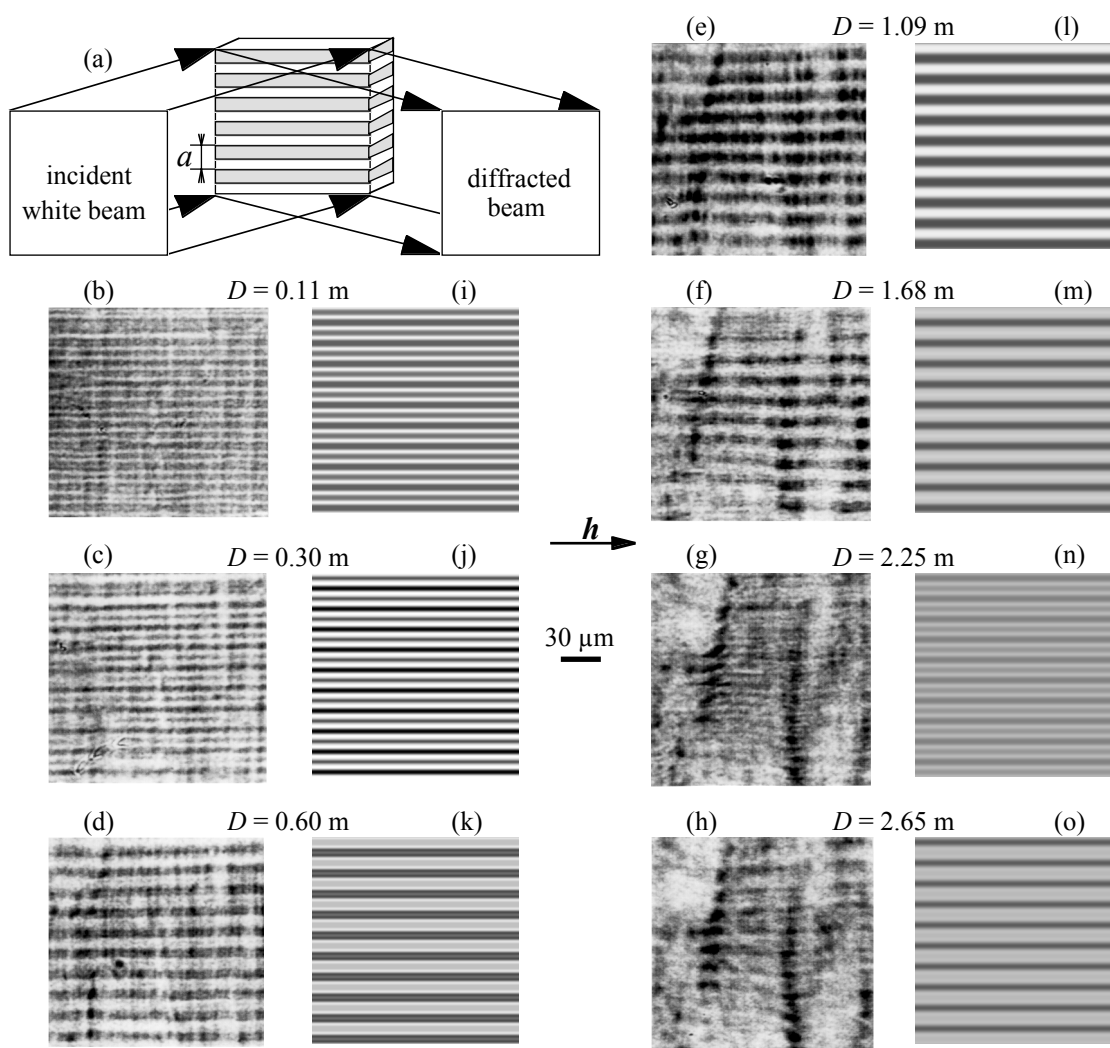 (a)
a
incident
white beam
diffracted
beam
(b) D = 0.11 m (i)
(c) D = 0.30 m (j)
(d) D = 0.60 m (k)
h
30 µm
(e) D = 1.09 m (l)
(f) D = 1.68 m (m)
(g) D = 2.25 m (n)
(h) D = 2.65 m (o)